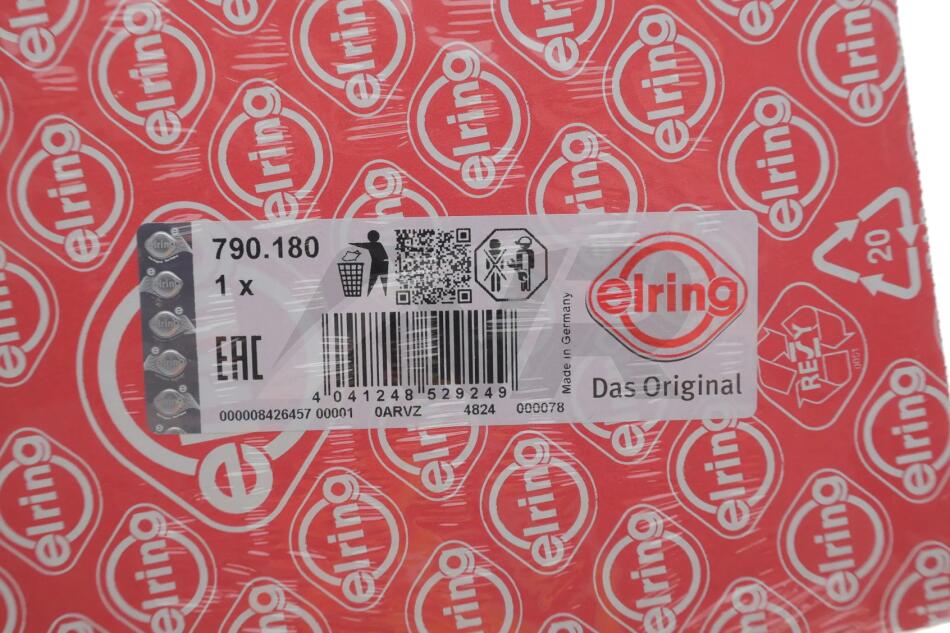 790.180
1 x
EAC
elring
Das Original
Made in Germany
4 041248 529249
000008426457 00001 0ARVZ 4824 000078
20
RESY
elring